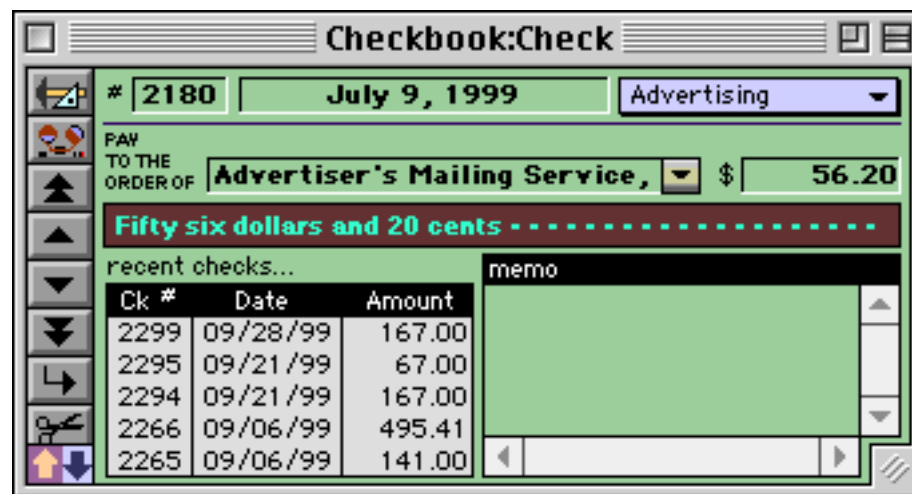 Checkbook:Check
# 2180 July 9, 1999 Advertising
PAY
TO THE
ORDER OF Advertiser's Mailing Service, $ 56.20
Fifty six dollars and 20 cents - - - - - - - - - - - - - - - - - - - -
recent checks... memo
Ck # Date Amount
2299 09/28/99 167.00
2295 09/21/99 67.00
2294 09/21/99 167.00
2266 09/06/99 495.41
2265 09/06/99 141.00